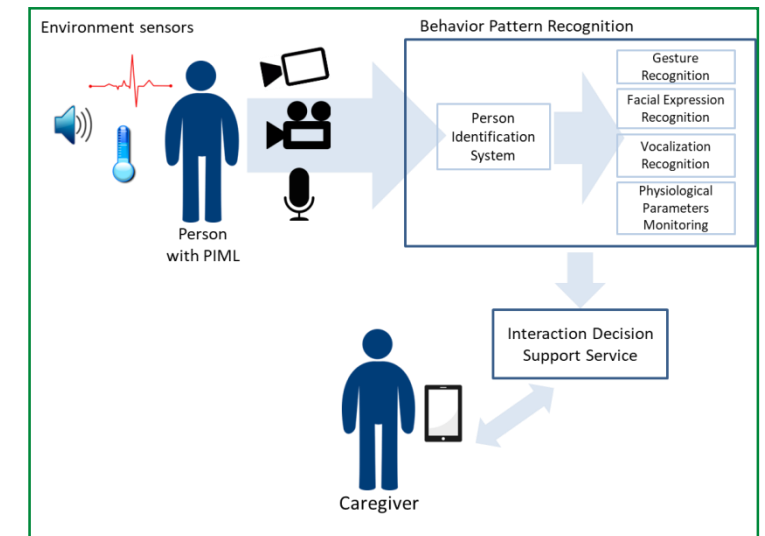 Environment sensors
Behavior Pattern Recognition
Person
with PIML
Person
Identification
System
Gesture
Recognition
Facial Expression
Recognition
Vocalization
Recognition
Physiological
Parameters
Monitoring
Interaction Decision
Support Service
Caregiver